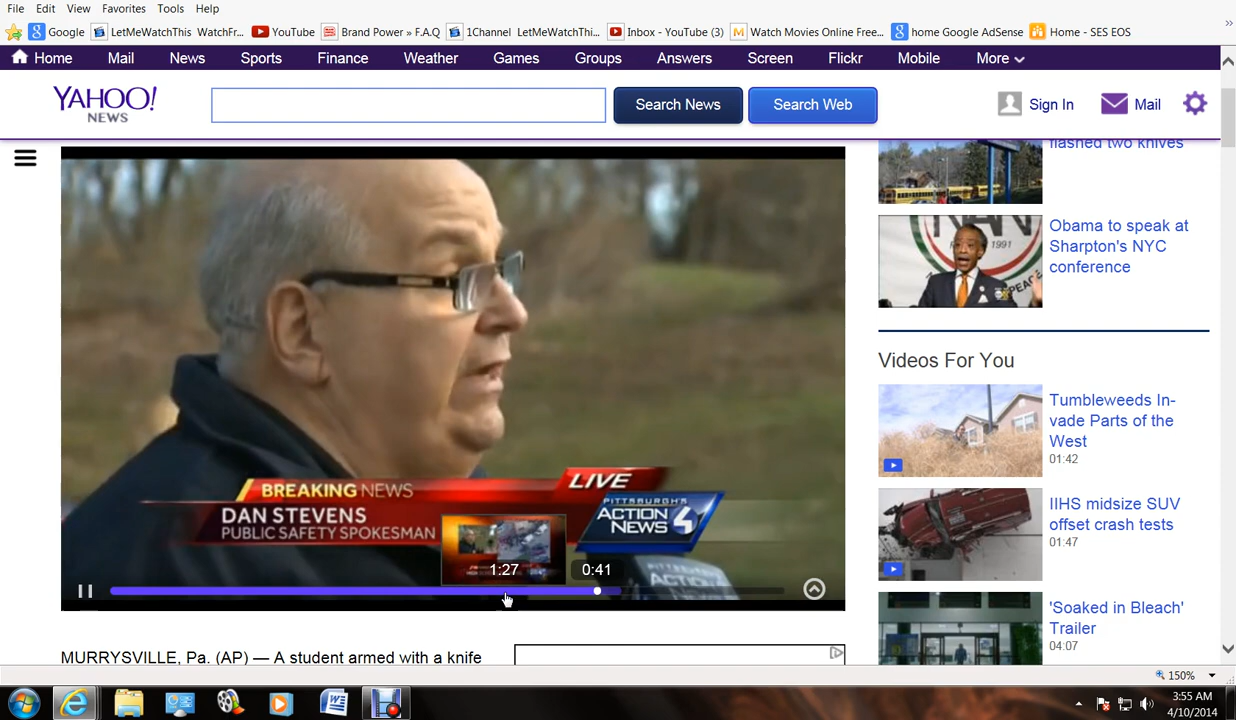 File Edit View Favorites Tools Help
Google LetMeWatchThis WatchFr... YouTube Brand Power » F.A.Q 1Channel LetMeWatchThi... Inbox - YouTube (3) Watch Movies Online Free... home Google AdSense Home - SES EOS
Home Mail News Sports Finance Weather Games Groups Answers Screen Flickr Mobile More
YAHOO!
NEWS
Search News Search Web Sign In Mail
flashed two knives
1991
Obama to speak at
Sharpton's NYC
conference
Videos For You
Tumbleweeds In-
vade Parts of the
West
01:42
IIHS midsize SUV
offset crash tests
01:47
'Soaked in Bleach'
Trailer
04:07
BREAKING NEWS LIVE
DAN STEVENS
PUBLIC SAFETY SPOKESMAN
PITTSBURGH'S
ACTION
NEWS 4
1:27 0:41
ACTION
MURRYSVILLE, Pa. (AP) — A student armed with a knife
150%
3:55 AM
4/10/2014